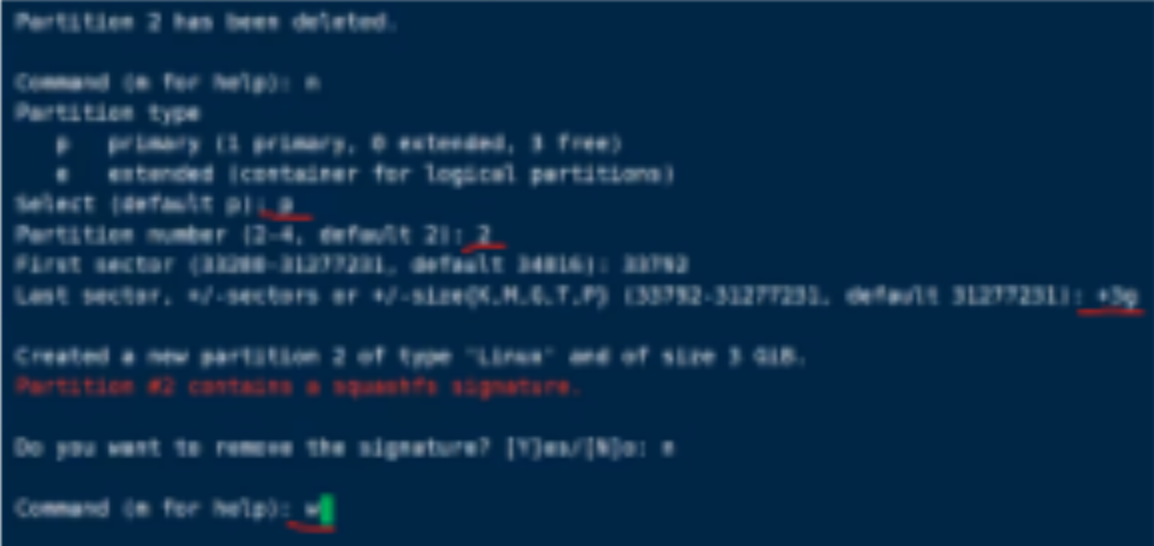 Partition 2 has been deleted.
Command (m for help): n
Partition type
p primary (1 primary, 0 extended, 3 free)
e extended (container for logical partitions)
Select (default p): p
Partition number (2-4, default 2): 2
First sector (33280-31277231, default 34816): 33792
Last sector, +/-sectors or +/-size{K,M,G,T,P} (33792-31277231, default 31277231): +3g
Created a new partition 2 of type 'Linux' and of size 3 GiB.
Partition #2 contains a squashfs signature.
Do you want to remove the signature? [Y]es/[N]o: n
Command (m for help): w